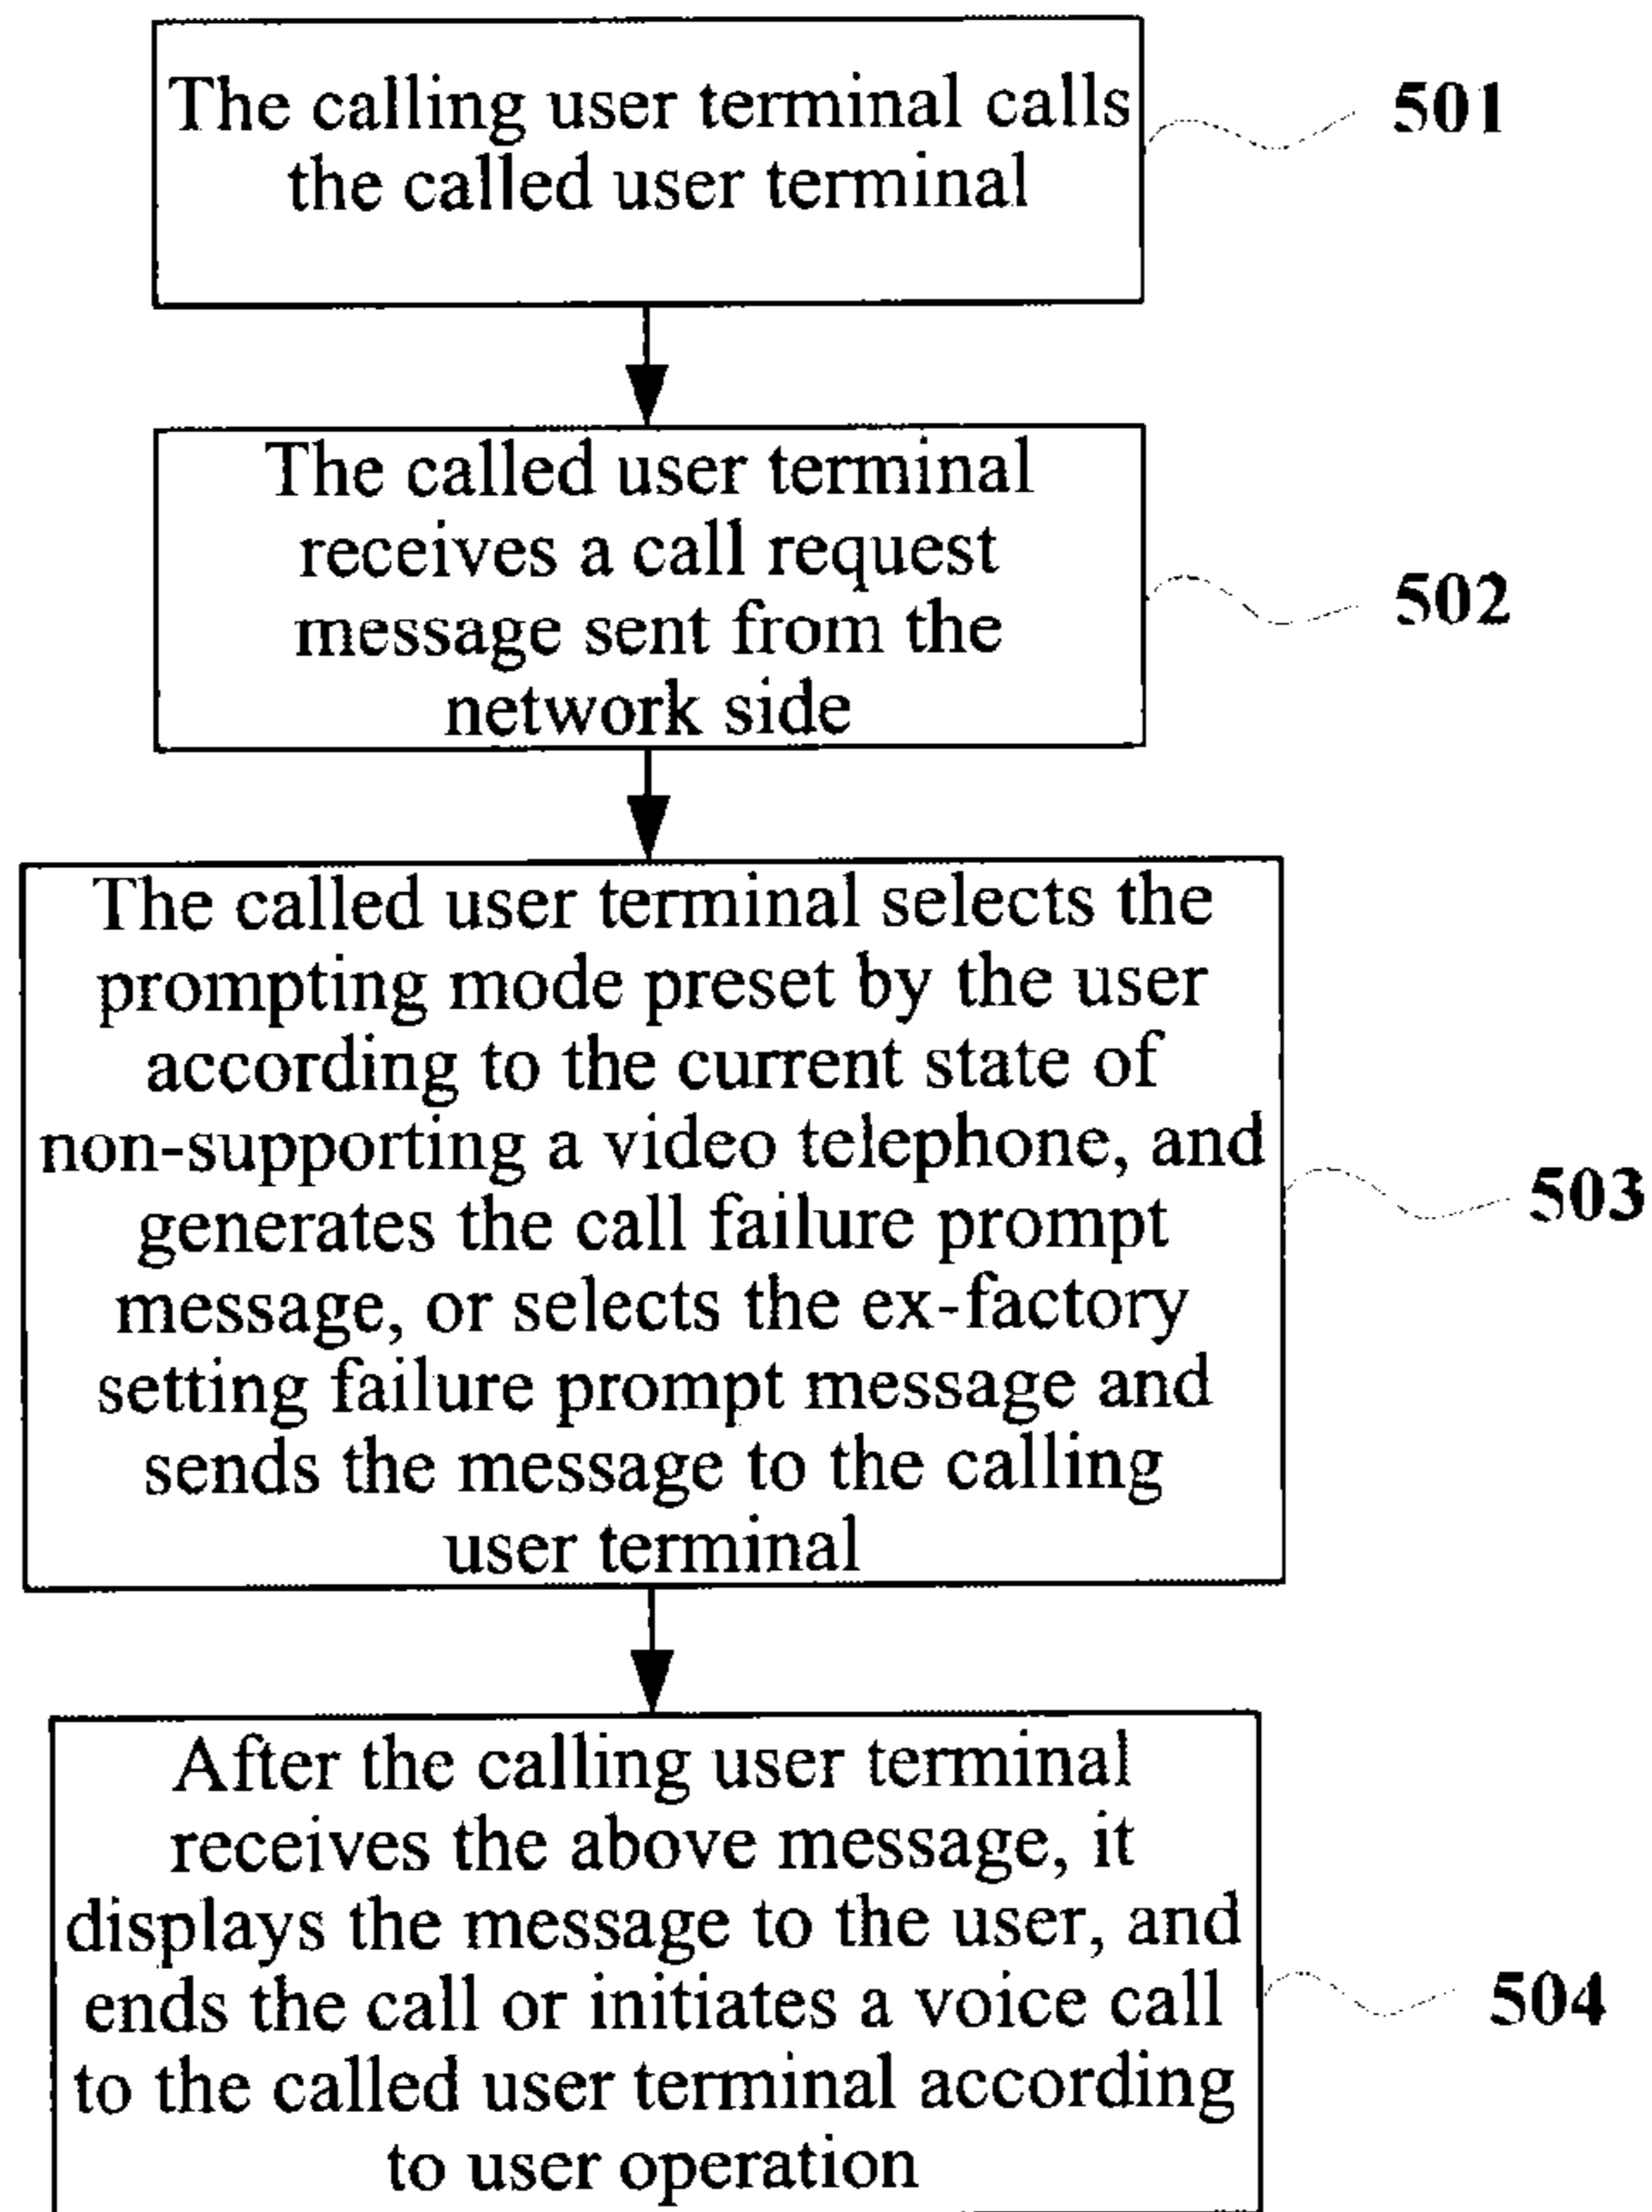 The calling user terminal calls
the called user terminal
501
The called user terminal
receives a call request
message sent from the
network side
502
The called user terminal selects the
prompting mode preset by the user
according to the current state of
non-supporting a video telephone, and
generates the call failure prompt
message, or selects the ex-factory
setting failure prompt message and
sends the message to the calling
user terminal
503
After the calling user terminal
receives the above message, it
displays the message to the user, and
ends the call or initiates a voice call
to the called user terminal according
to user operation
504